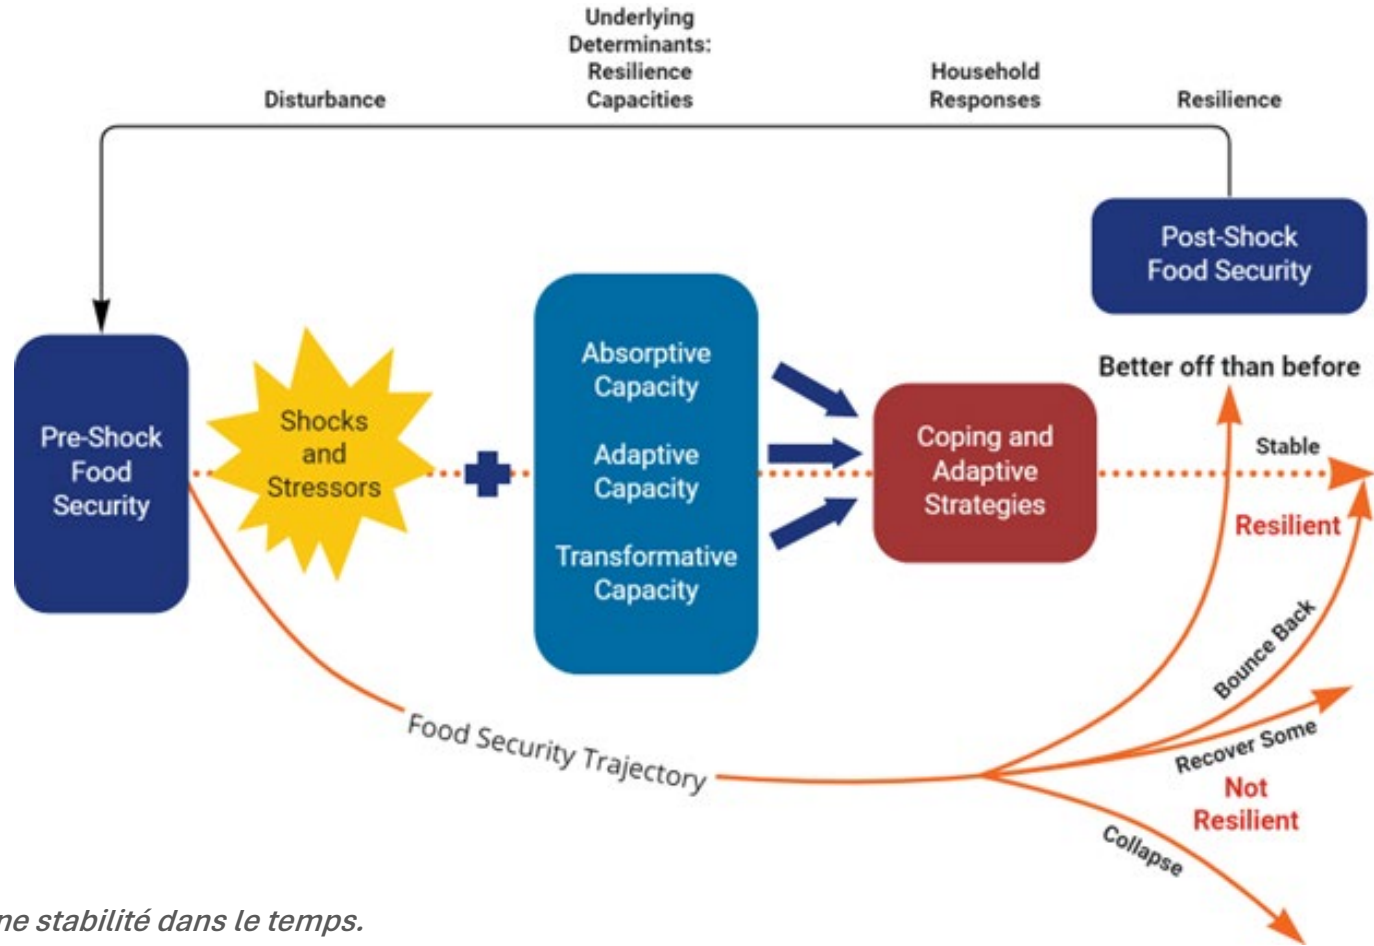 Underlying
Determinants:
Resilience
Capacities
Disturbance
Household
Responses
Resilience
Post-Shock
Food Security
Pre-Shock
Food
Security
Shocks
and
Stressors
Absorptive
Capacity
Adaptive
Capacity
Transformative
Capacity
Coping and
Adaptive
Strategies
Better off than before
Stable
Resilient
Bounce Back
Recover Some
Not
Resilient
Collapse
Food Security Trajectory
ne stabilité dans le temps.